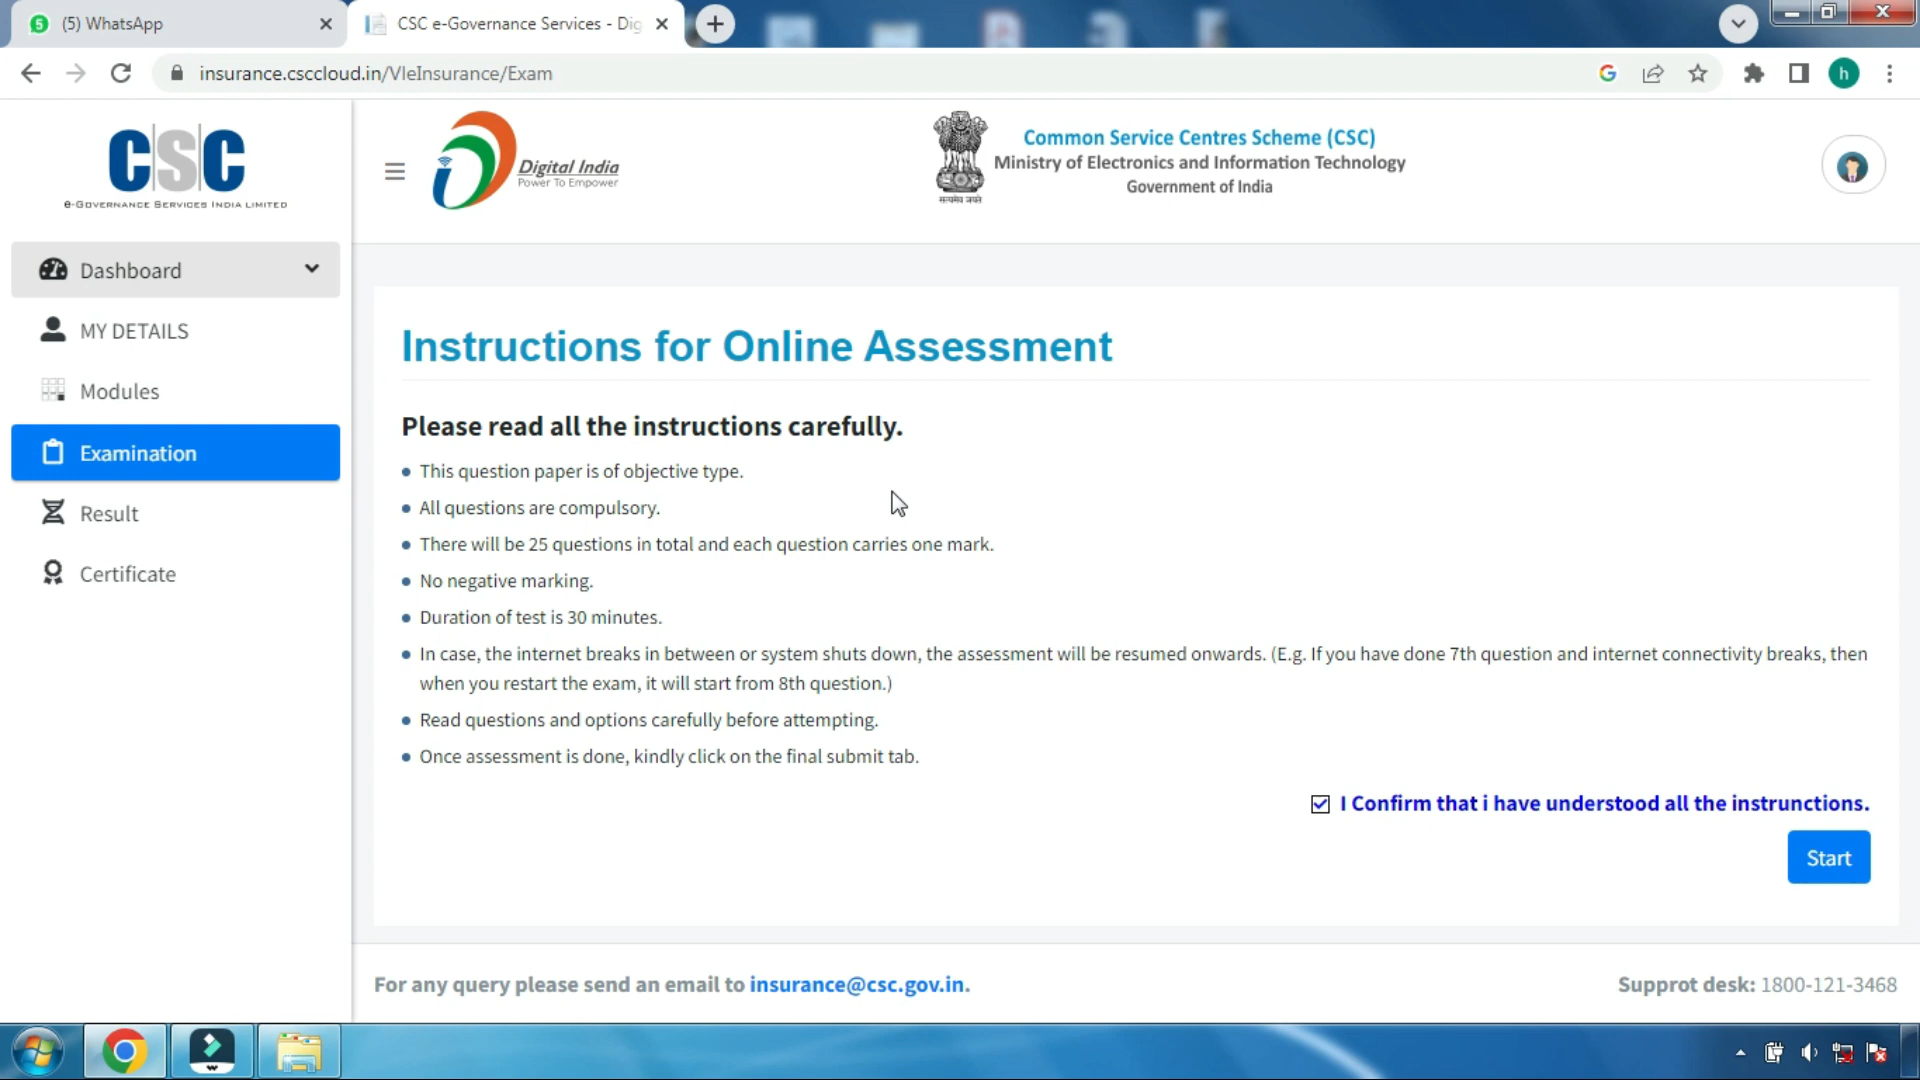 5 (5) WhatsApp
CSC e-Governance Services - Dig
insurance.csccloud.in/VleInsurance/Exam
h
CSC
e-Governance Services India Limited
Digital India
Power To Empower
सत्यमेव जयते
Common Service Centres Scheme (CSC)
Ministry of Electronics and Information Technology
Government of India
Dashboard
MY DETAILS
Modules
Examination
Result
Certificate
Instructions for Online Assessment
Please read all the instructions carefully.
This question paper is of objective type.
All questions are compulsory.
There will be 25 questions in total and each question carries one mark.
No negative marking.
Duration of test is 30 minutes.
In case, the internet breaks in between or system shuts down, the assessment will be resumed onwards. (E.g. If you have done 7th question and internet connectivity breaks, then
when you restart the exam, it will start from 8th question.)
Read questions and options carefully before attempting.
Once assessment is done, kindly click on the final submit tab.
I Confirm that i have understood all the instrunctions.
Start
For any query please send an email to insurance@csc.gov.in.
Supprot desk: 1800-121-3468